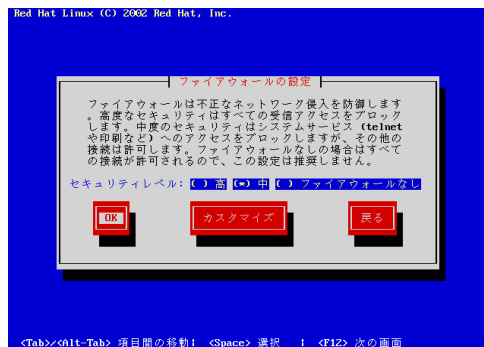 Red Hat Linux (C) 2002 Red Hat, Inc.
ファイアウォールの設定
ファイアウォールは不正なネットワーク侵入を防御します
。高度なセキュリティはすべての受信アクセスをブロック
します。中度のセキュリティはシステムサービス (telnet
や印刷など) へのアクセスをブロックしますが、その他の
接続は許可します。ファイアウォールなしの場合はすべて
の接続が許可されるので、この設定は推奨しません。
セキュリティレベル: ( ) 高 (*) 中 ( ) ファイアウォールなし
OK カスタマイズ 戻る
<Tab>/<Alt-Tab> 項目間の移動¦ <Space> 選択 ¦ <F12> 次の画面